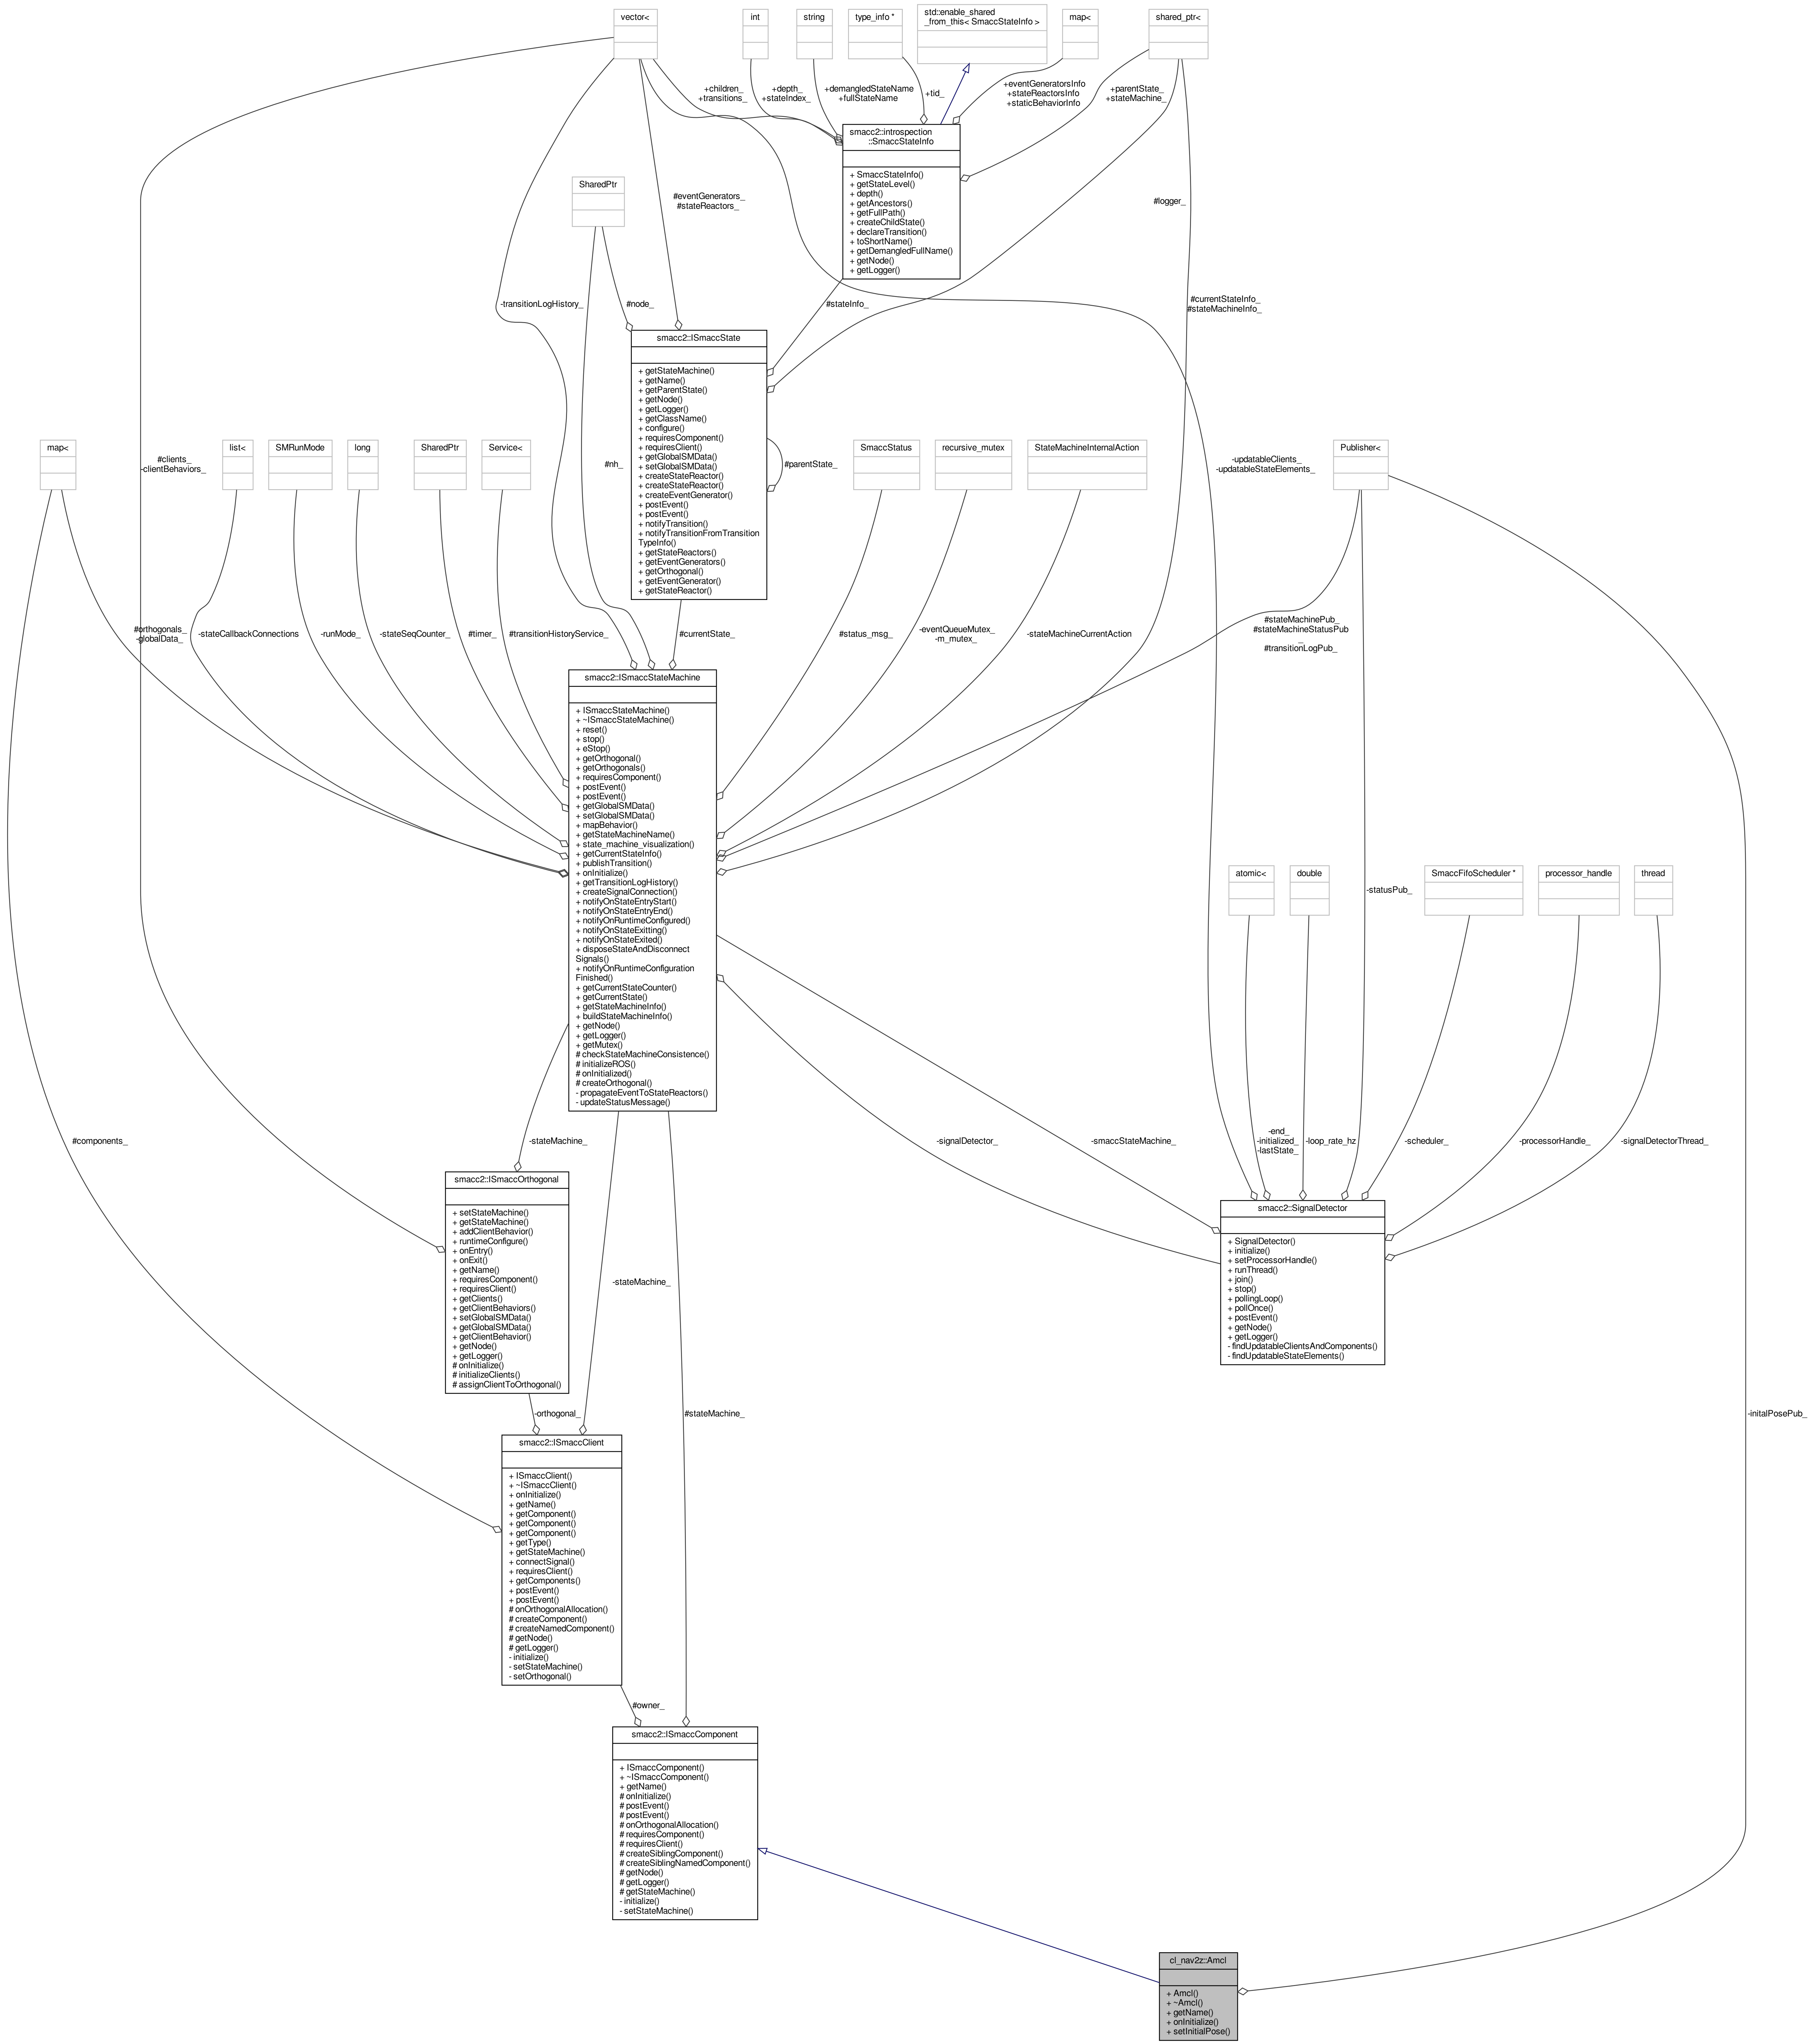 vector<
int
string
type_info *
std::enable_shared
_from_this< SmaccStateInfo >
map<
shared_ptr<
+children_
+transitions_
+depth_
+stateIndex_
+demangledStateName
+fullStateName
+tid_
+eventGeneratorsInfo
+stateReactorsInfo
+staticBehaviorInfo
+parentState_
+stateMachine_
smacc2::introspection
::SmaccStateInfo
+ SmaccStateInfo()
+ getStateLevel()
+ depth()
+ getAncestors()
+ getFullPath()
+ createChildState()
+ declareTransition()
+ toShortName()
+ getDemangledFullName()
+ getNode()
+ getLogger()
SharedPtr
#eventGenerators_
#stateReactors_
#logger_
-transitionLogHistory_
#node_
#stateInfo_
#currentStateInfo_
#stateMachineInfo_
smacc2::ISmaccState
+ getStateMachine()
+ getName()
+ getParentState()
+ getNode()
+ getLogger()
+ getClassName()
+ configure()
+ requiresComponent()
+ requiresClient()
+ getGlobalSMData()
+ setGlobalSMData()
+ createStateReactor()
+ createStateReactor()
+ createEventGenerator()
+ postEvent()
+ postEvent()
+ notifyTransition()
+ notifyTransitionFromTransition
TypeInfo()
+ getStateReactors()
+ getEventGenerators()
+ getOrthogonal()
+ getEventGenerator()
+ getStateReactor()
map<
#clients_
-clientBehaviors_
list<
SMRunMode
long
SharedPtr
Service<
#nh_
#parentState_
SmaccStatus
recursive_mutex
StateMachineInternalAction
-updatableClients_
-updatableStateElements_
Publisher<
#orthogonals_
-globalData_
-stateCallbackConnections
-runMode_
-stateSeqCounter_
#timer_
#transitionHistoryService_
#currentState_
#status_msg_
-eventQueueMutex_
-m_mutex_
-stateMachineCurrentAction
#stateMachinePub_
#stateMachineStatusPub
_
#transitionLogPub_
smacc2::ISmaccStateMachine
+ ISmaccStateMachine()
+ ~ISmaccStateMachine()
+ reset()
+ stop()
+ eStop()
+ getOrthogonal()
+ getOrthogonals()
+ requiresComponent()
+ postEvent()
+ postEvent()
+ getGlobalSMData()
+ setGlobalSMData()
+ mapBehavior()
+ getStateMachineName()
+ state_machine_visualization()
+ getCurrentStateInfo()
+ publishTransition()
+ onInitialize()
+ getTransitionLogHistory()
+ createSignalConnection()
+ notifyOnStateEntryStart()
+ notifyOnStateEntryEnd()
+ notifyOnRuntimeConfigured()
+ notifyOnStateExitting()
+ notifyOnStateExited()
+ disposeStateAndDisconnect
Signals()
+ notifyOnRuntimeConfiguration
Finished()
+ getCurrentStateCounter()
+ getCurrentState()
+ getStateMachineInfo()
+ buildStateMachineInfo()
+ getNode()
+ getLogger()
+ getMutex()
# checkStateMachineConsistence()
# initializeROS()
# onInitialized()
# createOrthogonal()
- propagateEventToStateReactors()
- updateStatusMessage()
atomic<
double
-statusPub_
SmaccFifoScheduler *
processor_handle
thread
#components_
-stateMachine_
-signalDetector_
-smaccStateMachine_
-end_
-initialized_
-lastState_
-loop_rate_hz
-scheduler_
-processorHandle_
-signalDetectorThread_
smacc2::ISmaccOrthogonal
+ setStateMachine()
+ getStateMachine()
+ addClientBehavior()
+ runtimeConfigure()
+ onEntry()
+ onExit()
+ getName()
+ requiresComponent()
+ requiresClient()
+ getClients()
+ getClientBehaviors()
+ setGlobalSMData()
+ getGlobalSMData()
+ getClientBehavior()
+ getNode()
+ getLogger()
# onInitialize()
# initializeClients()
# assignClientToOrthogonal()
smacc2::SignalDetector
+ SignalDetector()
+ initialize()
+ setProcessorHandle()
+ runThread()
+ join()
+ stop()
+ pollingLoop()
+ pollOnce()
+ postEvent()
+ getNode()
+ getLogger()
- findUpdatableClientsAndComponents()
- findUpdatableStateElements()
-stateMachine_
-orthogonal_
#stateMachine_
-initalPosePub_
smacc2::ISmaccClient
+ ISmaccClient()
+ ~ISmaccClient()
+ onInitialize()
+ getName()
+ getComponent()
+ getComponent()
+ getComponent()
+ getType()
+ getStateMachine()
+ connectSignal()
+ requiresClient()
+ getComponents()
+ postEvent()
+ postEvent()
# onOrthogonalAllocation()
# createComponent()
# createNamedComponent()
# getNode()
# getLogger()
- initialize()
- setStateMachine()
- setOrthogonal()
#owner_
smacc2::ISmaccComponent
+ ISmaccComponent()
+ ~ISmaccComponent()
+ getName()
# onInitialize()
# postEvent()
# postEvent()
# onOrthogonalAllocation()
# requiresComponent()
# requiresClient()
# createSiblingComponent()
# createSiblingNamedComponent()
# getNode()
# getLogger()
# getStateMachine()
- initialize()
- setStateMachine()
cl_nav2z::Amcl
+ Amcl()
+ ~Amcl()
+ getName()
+ onInitialize()
+ setInitialPose()